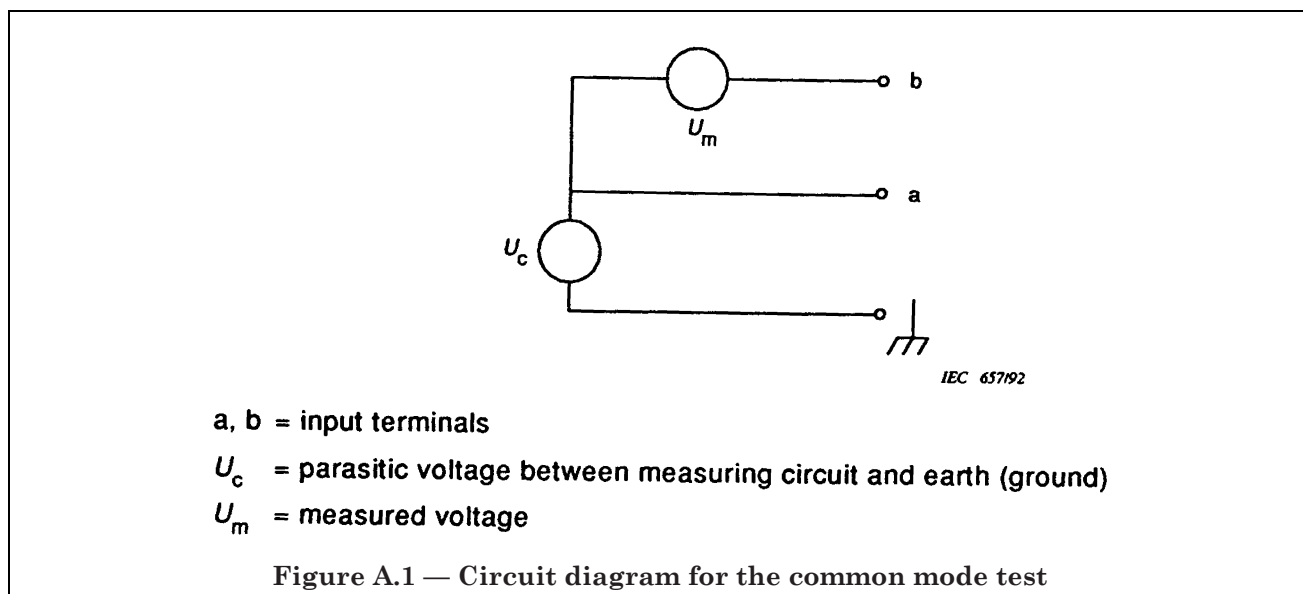 b
U_m
a
U_c
IEC 657/92
a, b = input terminals
U_c = parasitic voltage between measuring circuit and earth (ground)
U_m = measured voltage
Figure A.1 — Circuit diagram for the common mode test